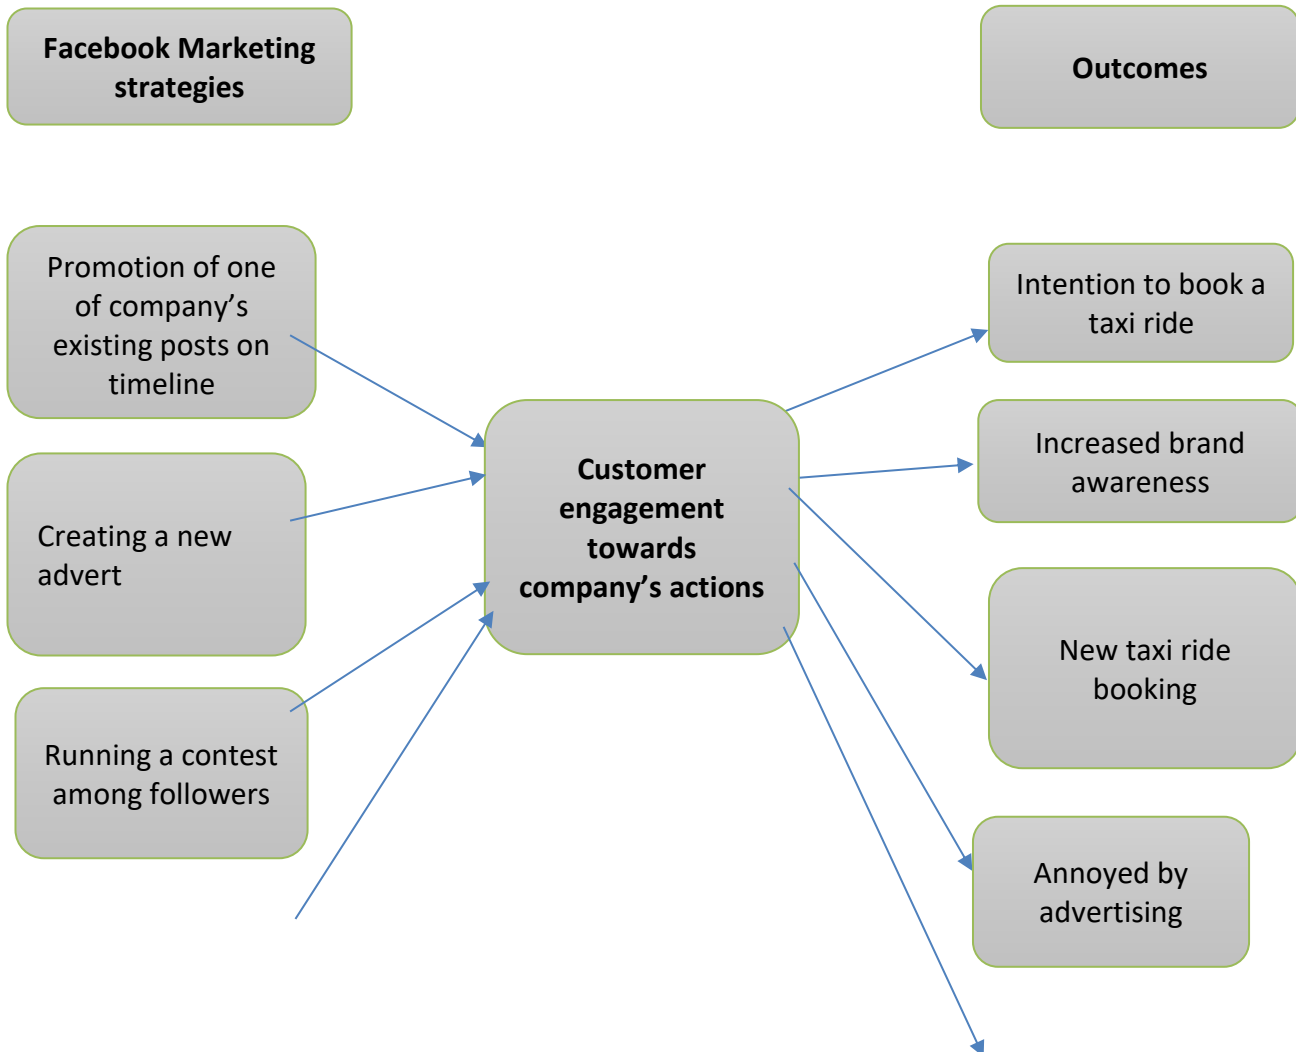 Facebook Marketing
strategies
Outcomes
Promotion of one
of company’s
existing posts on
timeline
Creating a new
advert
Running a contest
among followers
Customer
engagement
towards
company’s actions
Intention to book a
taxi ride
Increased brand
awareness
New taxi ride
booking
Annoyed by
advertising